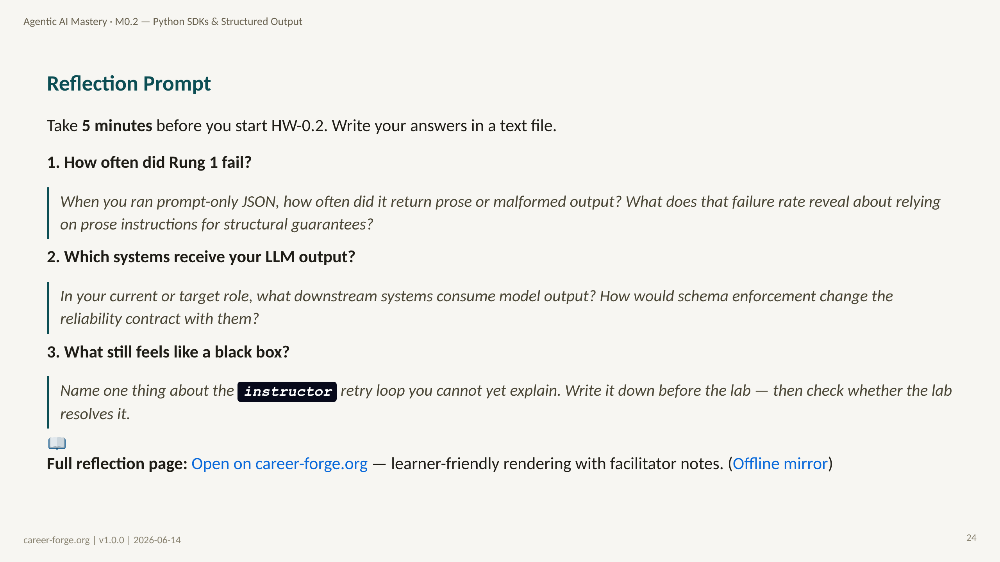 Agentic AI Mastery · M0.2 — Python SDKs & Structured Output
Reflection Prompt
Take 5 minutes before you start HW-0.2. Write your answers in a text file.
1. How often did Rung 1 fail?
When you ran prompt-only JSON, how often did it return prose or malformed output? What does that failure rate reveal about relying
on prose instructions for structural guarantees?
2. Which systems receive your LLM output?
In your current or target role, what downstream systems consume model output? How would schema enforcement change the
reliability contract with them?
3. What still feels like a black box?
Name one thing about the instructor retry loop you cannot yet explain. Write it down before the lab — then check whether the lab
resolves it.
📖
Full reflection page: Open on career-forge.org — learner-friendly rendering with facilitator notes. (Offline mirror)
career-forge.org | v1.0.0 | 2026-06-14
24